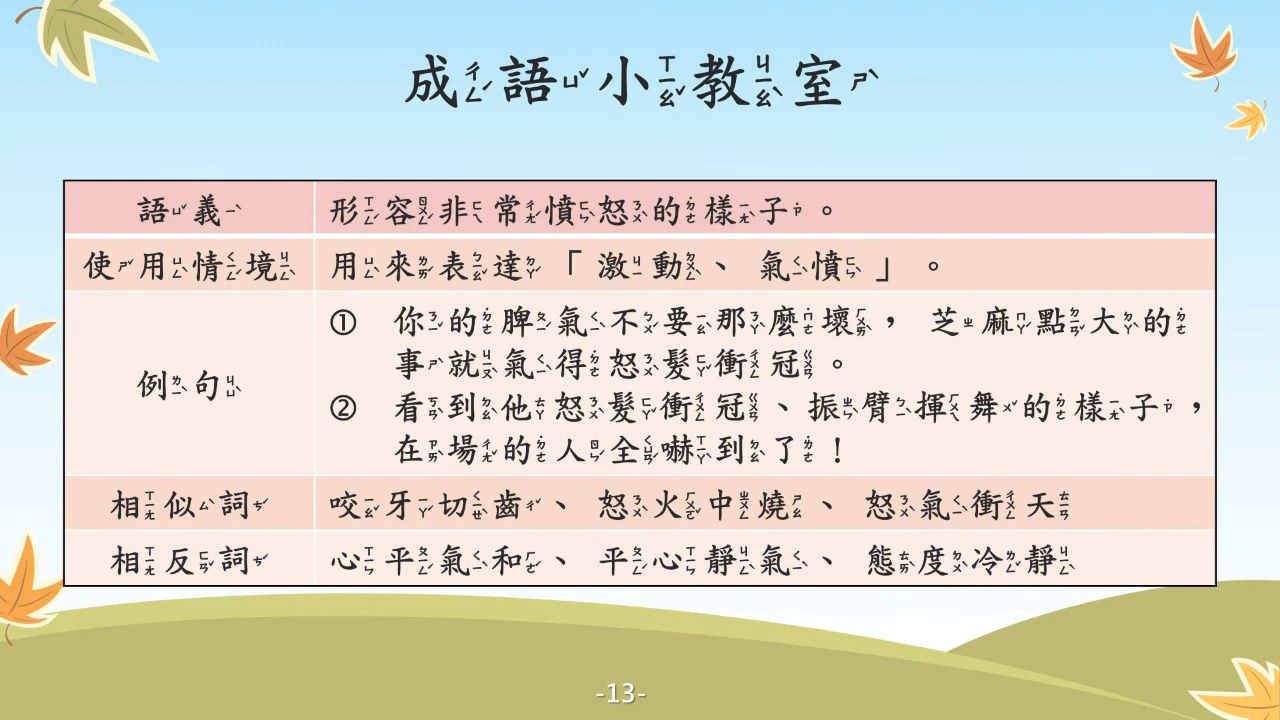 成語小教室
語義 形容非常憤怒的樣子。
使用情境 用來表達「激動、氣憤」。
例句
① 你的脾氣不要那麼壞，芝麻點大的
事就氣得怒髮衝冠。
② 看到他怒髮衝冠、振臂揮舞的樣子，
在場的人全嚇到了！
相似詞 咬牙切齒、怒火中燒、怒氣衝天
相反詞 心平氣和、平心靜氣、態度冷靜
-13-